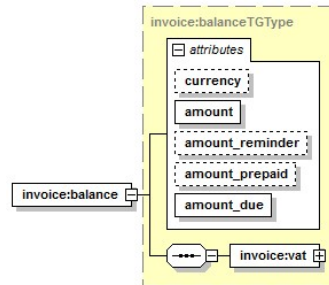 invoice:balanceTGType
attributes
currency
amount
amount_reminder
amount_prepaid
invoice:balance
amount_due
invoice:vat